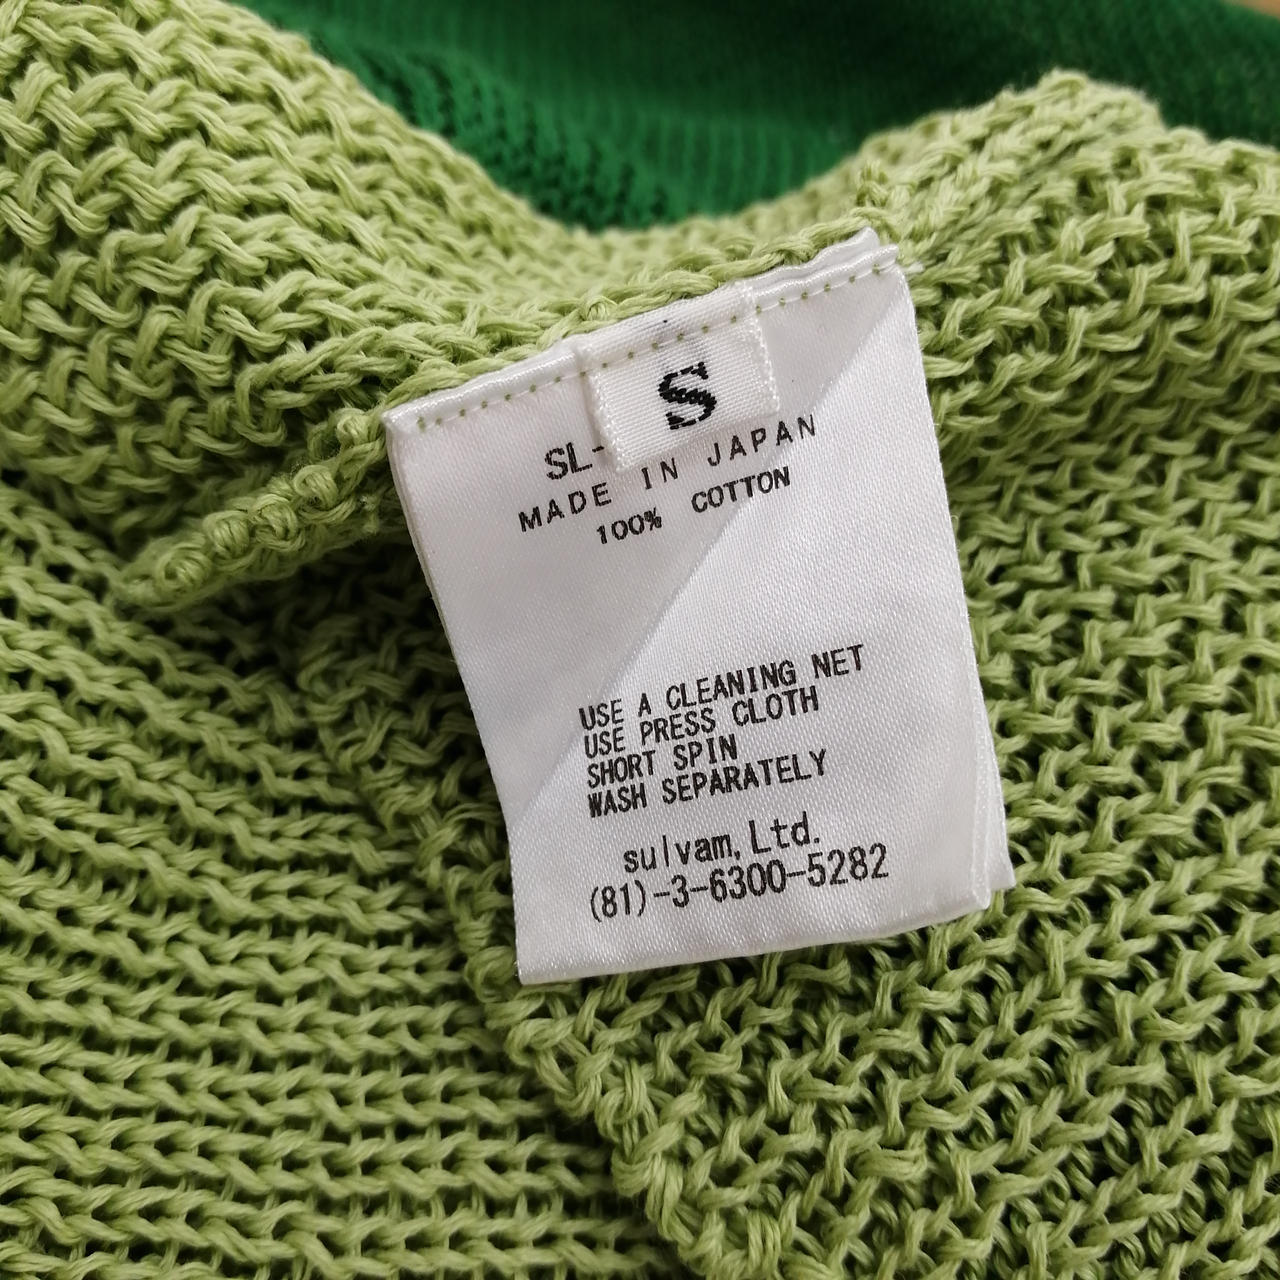 S
SL-
MADE IN JAPAN
100% COTTON
USE A CLEANING NET
USE PRESS CLOTH
SHORT SPIN
WASH SEPARATELY
sulvam, Ltd.
(81)-3-6300-5282